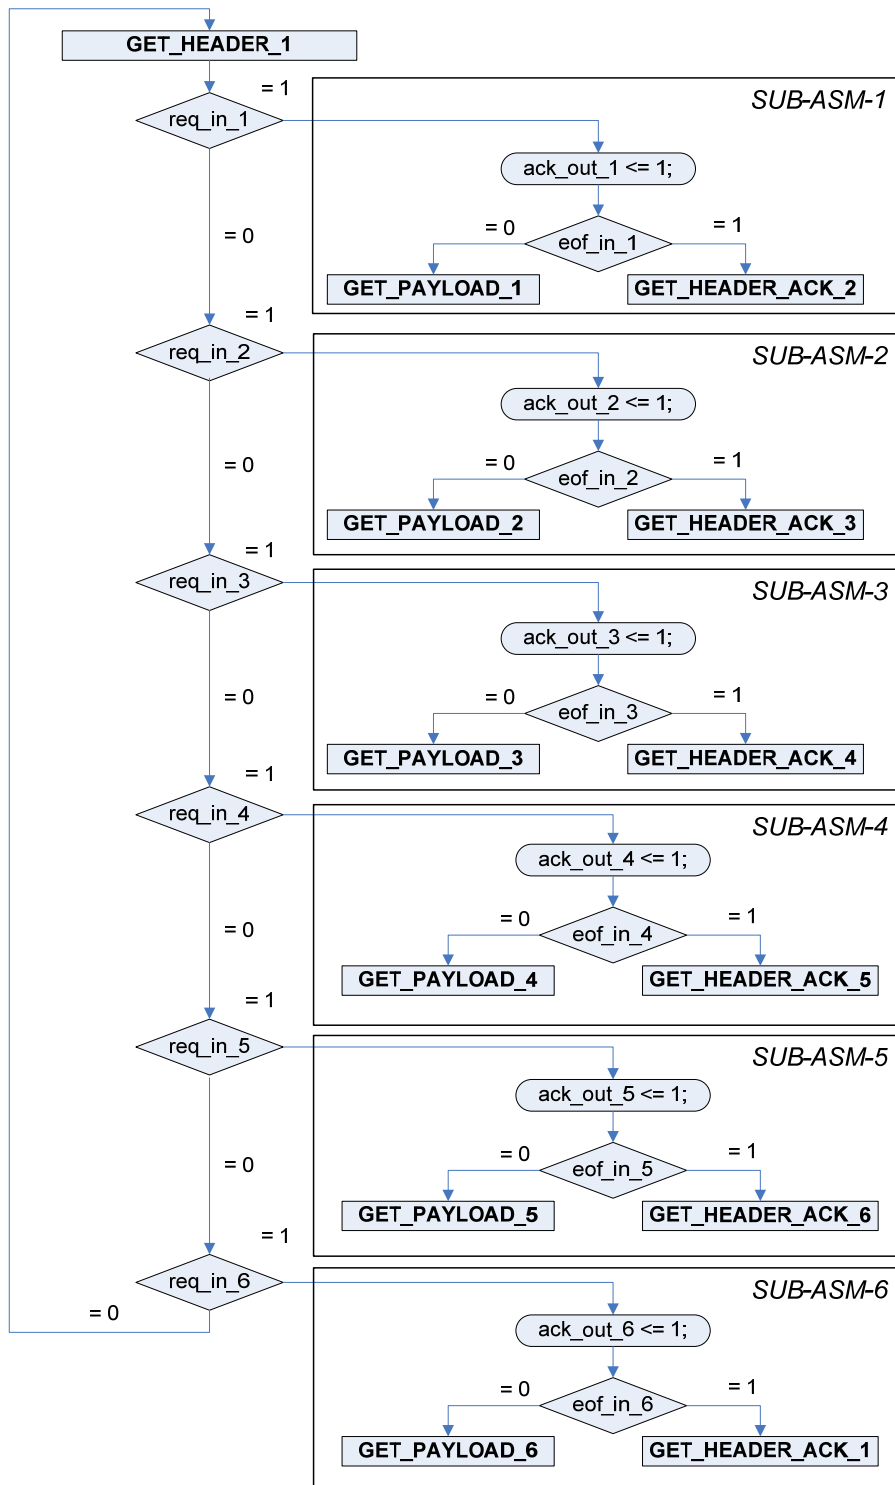 GET_HEADER_1
= 1
req_in_1
SUB-ASM-1
ack_out_1 <= 1;
= 0
eof_in_1
= 1
GET_PAYLOAD_1
GET_HEADER_ACK_2
= 0
= 1
req_in_2
SUB-ASM-2
ack_out_2 <= 1;
= 0
eof_in_2
= 1
GET_PAYLOAD_2
GET_HEADER_ACK_3
= 0
= 1
req_in_3
SUB-ASM-3
ack_out_3 <= 1;
= 0
eof_in_3
= 1
GET_PAYLOAD_3
GET_HEADER_ACK_4
= 0
= 1
req_in_4
SUB-ASM-4
ack_out_4 <= 1;
= 0
eof_in_4
= 1
GET_PAYLOAD_4
GET_HEADER_ACK_5
= 0
= 1
req_in_5
SUB-ASM-5
ack_out_5 <= 1;
= 0
eof_in_5
= 1
GET_PAYLOAD_5
GET_HEADER_ACK_6
= 0
= 1
req_in_6
= 0
SUB-ASM-6
ack_out_6 <= 1;
= 0
eof_in_6
= 1
GET_PAYLOAD_6
GET_HEADER_ACK_1